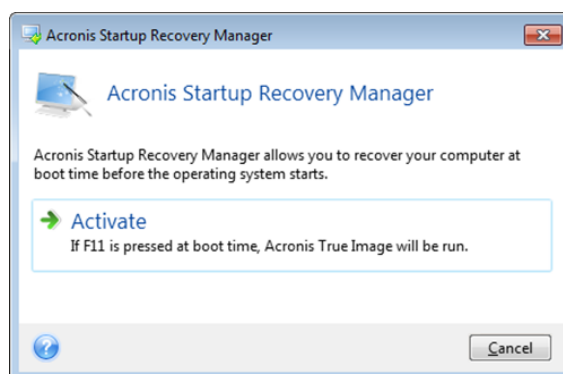 Acronis Startup Recovery Manager
Acronis Startup Recovery Manager
Acronis Startup Recovery Manager allows you to recover your computer at
boot time before the operating system starts.
Activate
If F11 is pressed at boot time, Acronis True Image will be run.
Cancel